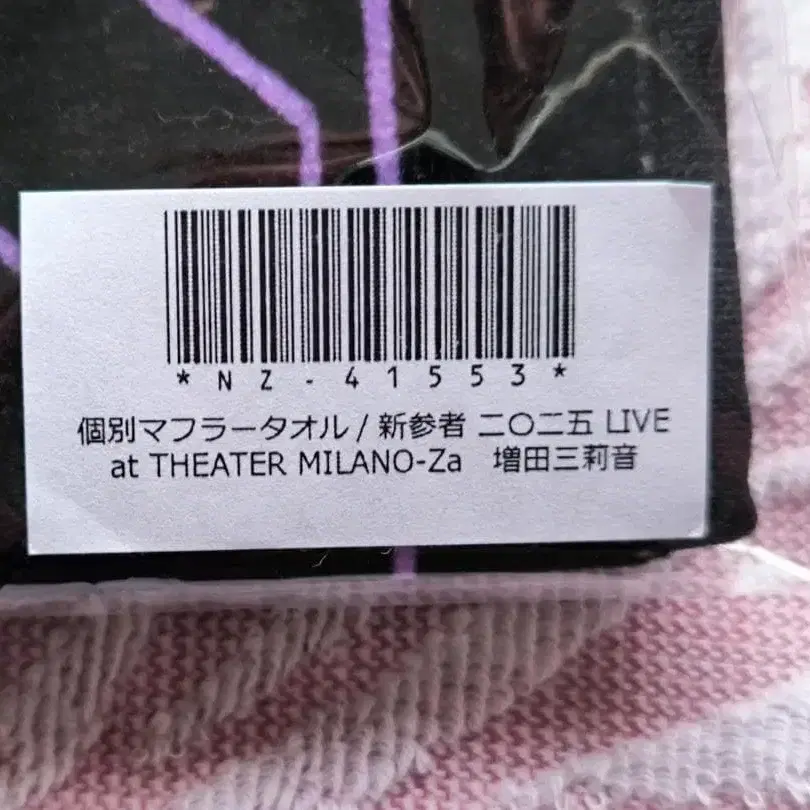 *NZ-41553*
個別マフラータオル / 新参者 二〇二五 LIVE
at THEATER MILANO-Za　増田三莉音